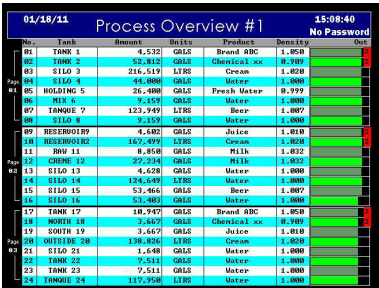 01/18/11 Process Overview #1 15:08:40
No Password
No. Tank Amount Units Product Density Out
01 TANK 1 4,532 GALS Brand ABC 1.050
02 TANK 2 52,812 GALS Chemical xx 0.909
03 SILO 3 216,519 LTRS Cream 1.020
Page 04 SILO 4 44,000 GALS Water 1.000
01 05 HOLDING 5 26,400 GALS Fresh Water 0.999
06 MIX 6 9,159 GALS Water 1.000
07 TANQUE 7 123,949 LTRS Beer 1.007
08 SILO 8 9,159 GALS Water 1.000
09 RESERVOIR9 4,602 GALS Juice 1.010
10 RESERVOIR10 167,499 LTRS Cream 1.020
11 RAW 11 8,850 GALS Milk 1.032
Page 12 CREME 12 27,234 GALS Milk 1.032
02 13 SILO 13 4,628 GALS Water 1.000
14 SILO 14 124,649 LTRS Water 1.000
15 SILO 15 53,466 GALS Beer 1.007
16 SILO 16 53,403 GALS Water 1.000
17 TANK 17 10,947 GALS Brand ABC 1.050
18 NORTH 18 3,667 GALS Chemical xx 0.909
19 SOUTH 19 3,667 GALS Juice 1.010
Page 20 OUTSIDE 20 138,826 LTRS Cream 1.020
03 21 SILO 21 1,648 GALS Water 1.000
22 TANK 22 7,511 GALS Water 1.000
23 TANK 23 7,511 GALS Water 1.000
24 TANQUE 24 117,950 LTRS Water 1.000